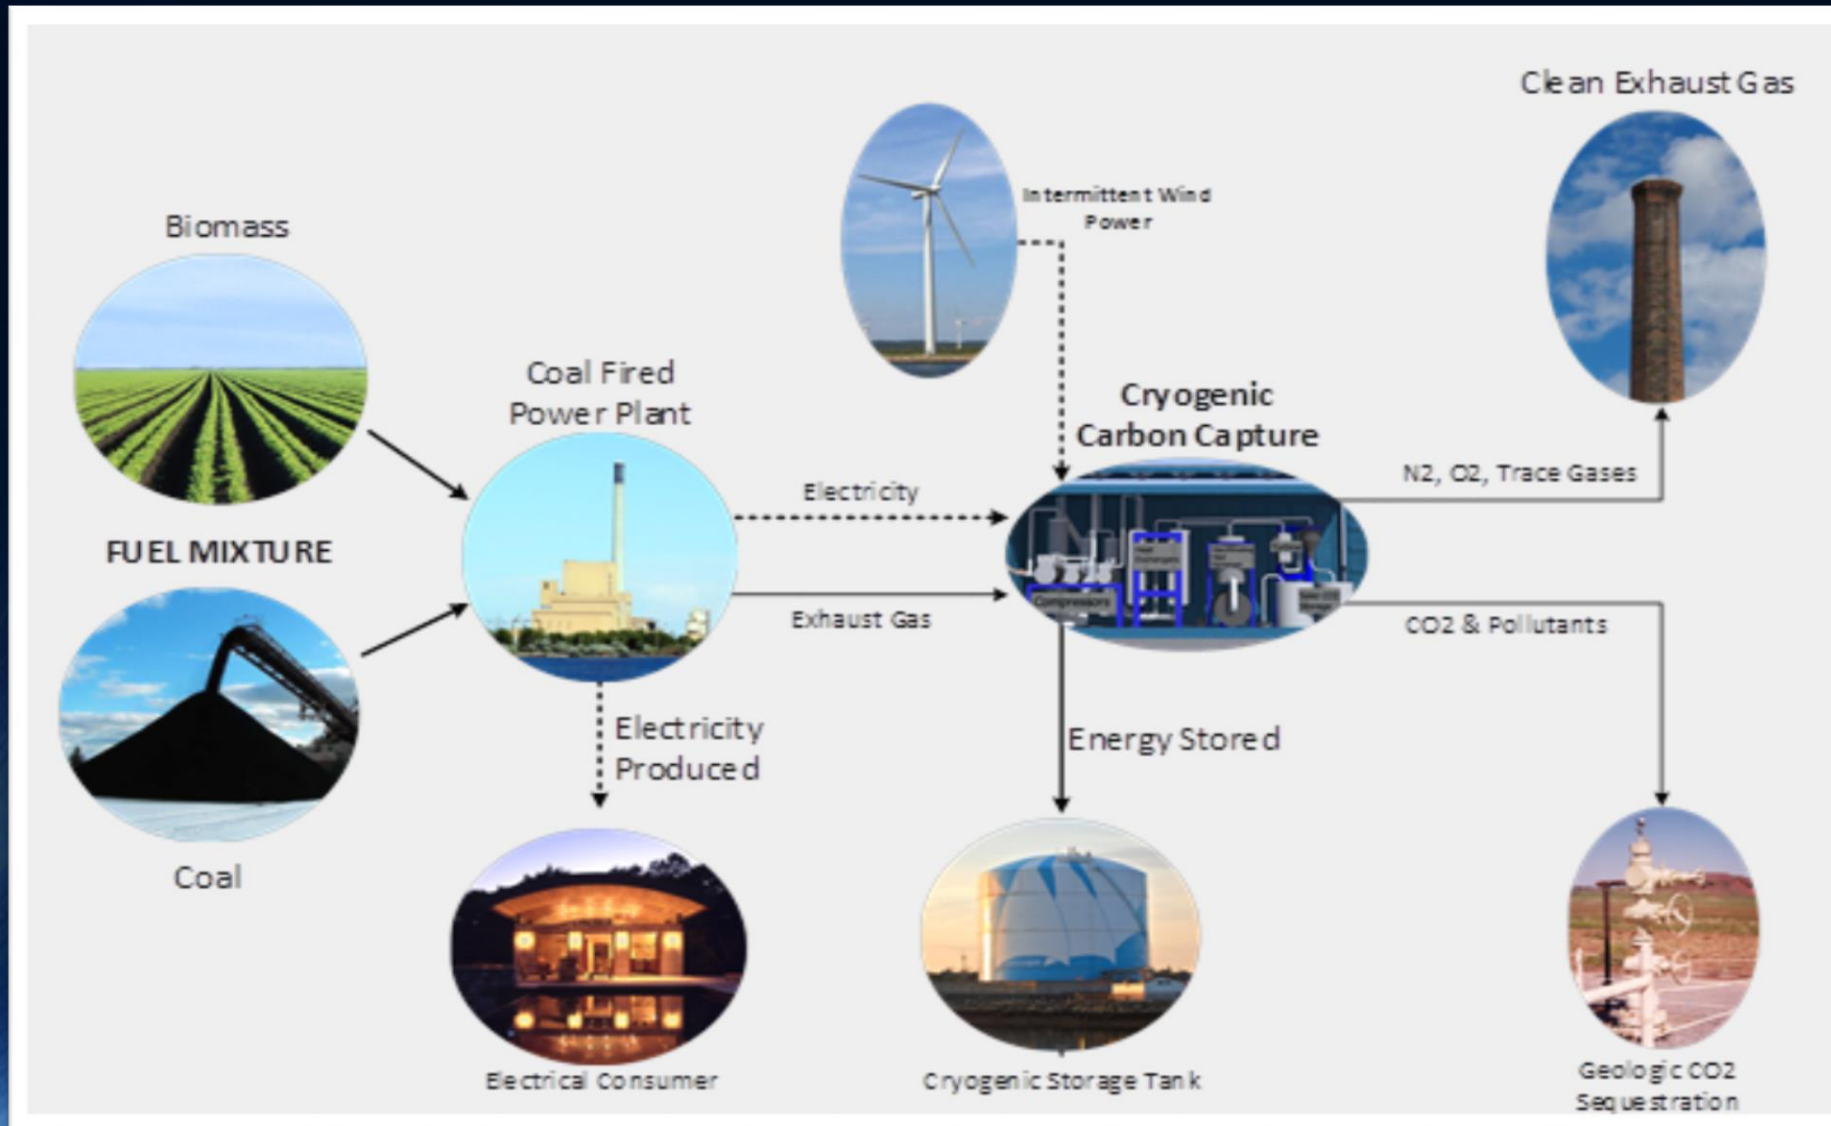 Clean Exhaust Gas
Intermittent Wind
Power
Biomass
Coal Fired
Power Plant
Cryogenic
Carbon Capture
Electricity
N2, O2, Trace Gases
FUEL MIXTURE
Compressors
Exhaust Gas
CO2 & Pollutants
Electricity
Produced
Energy Stored
Coal
Electrical Consumer
Cryogenic Storage Tank
Geologic CO2
Sequestration